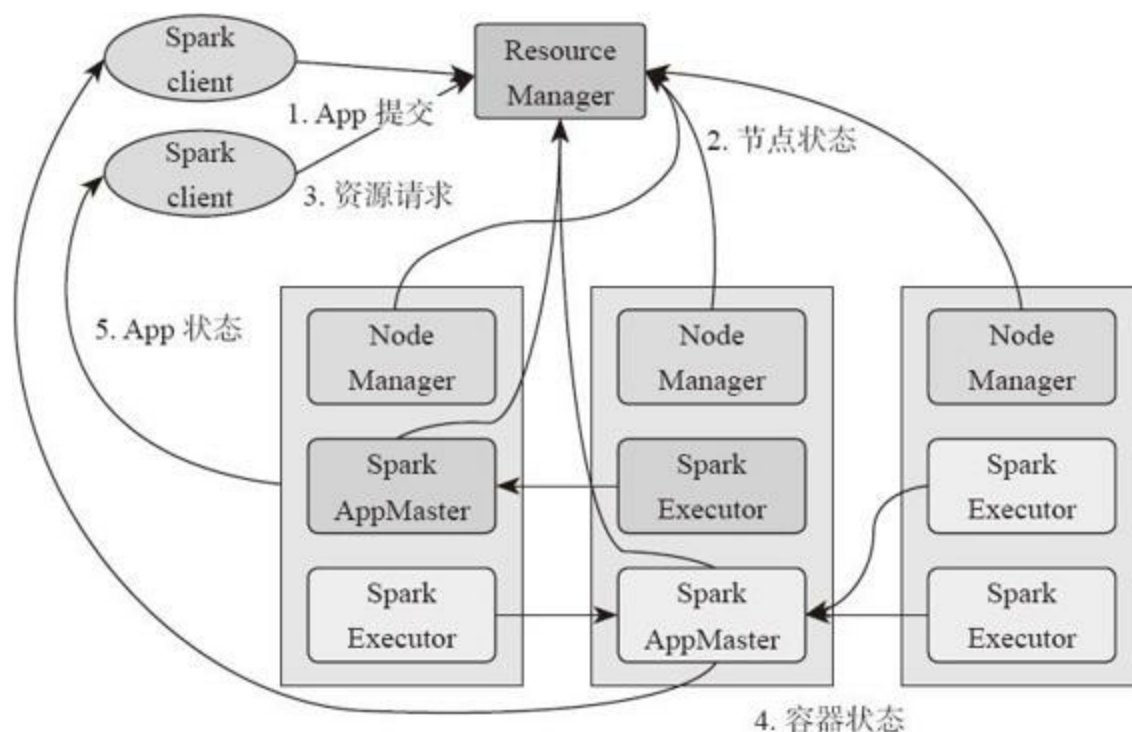 Spark
client
Resource
Manager
1. App 提交
2. 节点状态
Spark
client
3. 资源请求
5. App 状态
Node
Manager
Node
Manager
Node
Manager
Spark
AppMaster
Spark
Executor
Spark
Executor
Spark
Executor
Spark
AppMaster
Spark
Executor
4. 容器状态